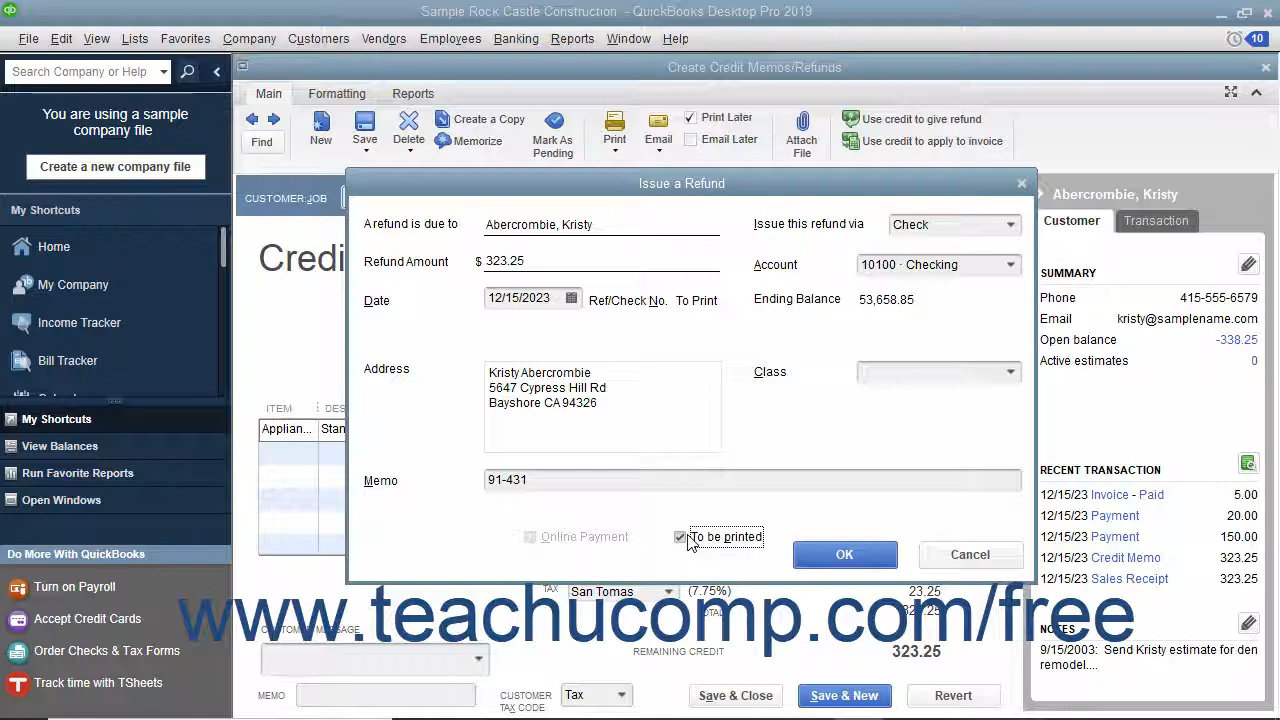 Sample Rock Castle Construction - QuickBooks Desktop Pro 2019
File Edit View Lists Favorites Company Customers Vendors Employees Banking Reports Window Help 10
Search Company or Help
Create Credit Memos/Refunds
You are using a sample
company file
Create a new company file
My Shortcuts
Home
My Company
Income Tracker
Bill Tracker
My Shortcuts
View Balances
Run Favorite Reports
Open Windows
Do More With QuickBooks
Turn on Payroll
Accept Credit Cards
Order Checks & Tax Forms
Track time with TSheets
Main Formatting Reports
Find New Save Delete Create a Copy Memorize Mark As Pending Print Email Print Later Email Later Attach File Use credit to give refund Use credit to apply to invoice
CUSTOMER:JOB
Credi
ITEM DES
Applian... Stan
Issue a Refund
A refund is due to Abercrombie, Kristy Issue this refund via Check
Refund Amount $ 323.25 Account 10100 · Checking
Date 12/15/2023 Ref/Check No. To Print Ending Balance 53,658.85
Address Kristy Abercrombie Class
5647 Cypress Hill Rd
Bayshore CA 94326
Memo 91-431
Online Payment To be printed OK Cancel
TAX San Tomas (7.75%) 23.25
TOTAL
CUSTOMER MESSAGE
REMAINING CREDIT 323.25
MEMO CUSTOMER TAX CODE Tax Save & Close Save & New Revert
Abercrombie, Kristy
Customer Transaction
SUMMARY
Phone 415-555-6579
Email kristy@samplename.com
Open balance -338.25
Active estimates 0
RECENT TRANSACTION
12/15/23 Invoice - Paid 5.00
12/15/23 Payment 20.00
12/15/23 Payment 150.00
12/15/23 Credit Memo 323.25
12/15/23 Sales Receipt 323.25
NOTES
9/15/2003: Send Kristy estimate for den
remodel....
www.teachucomp.com/free